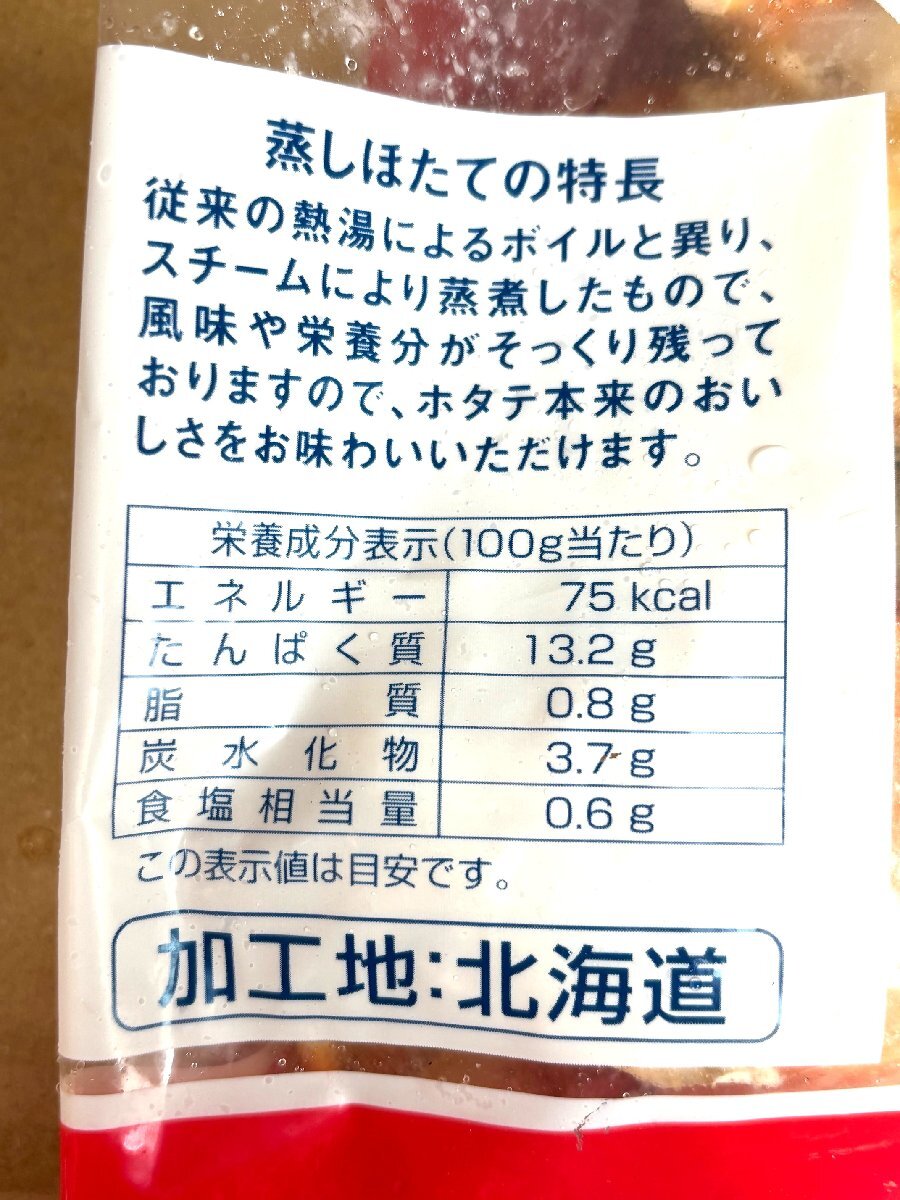 蒸しほたての特長
従来の熱湯によるボイルと異り、
スチームにより蒸煮したもので、
風味や栄養分がそっくり残って
おりますので、ホタテ本来のおい
しさをお味わいいただけます。
栄養成分表示(100g当たり)
エネルギー 75 kcal
たんぱく質 13.2 g
脂質 0.8 g
炭水化物 3.7 g
食塩相当量 0.6 g
この表示値は目安です。
加工地:北海道